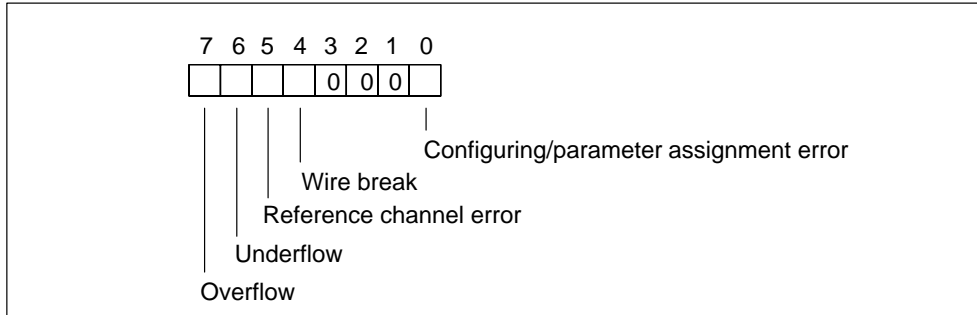 7 6 5 4 3 2 1 0
0 0 0
Configuring/parameter assignment error
Wire break
Reference channel error
Underflow
Overflow